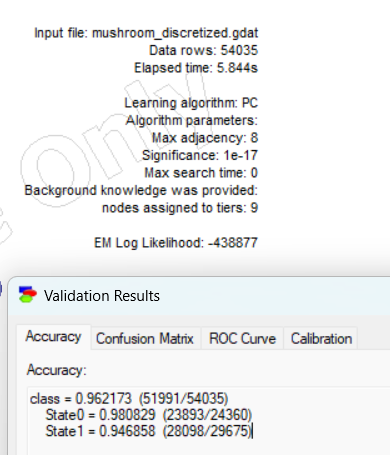 Input file: mushroom_discretized.gdat
Data rows: 54035
Elapsed time: 5.844s
Learning algorithm: PC
Algorithm parameters:
Max adjacency: 8
Significance: 1e-17
Max search time: 0
Background knowledge was provided:
nodes assigned to tiers: 9
EM Log Likelihood: -438877
Only
Validation Results
Accuracy Confusion Matrix ROC Curve Calibration
Accuracy:
class = 0.962173 (51991/54035)
State0 = 0.980829 (23893/24360)
State1 = 0.946858 (28098/29675)